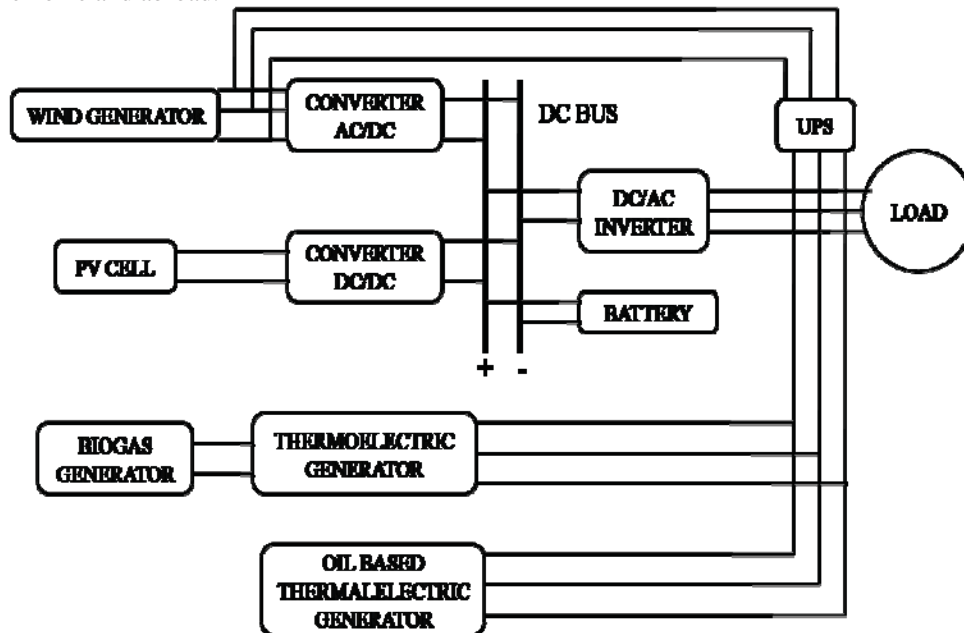 WIND GENERATOR
CONVERTER
AC/DC
DC BUS
UPS
DC/AC
INVERTER
LOAD
PV CELL
CONVERTER
DC/DC
BATTERY
+ -
BIOGAS
GENERATOR
THERMOELECTRIC
GENERATOR
OIL BASED
THERMALELECTRIC
GENERATOR